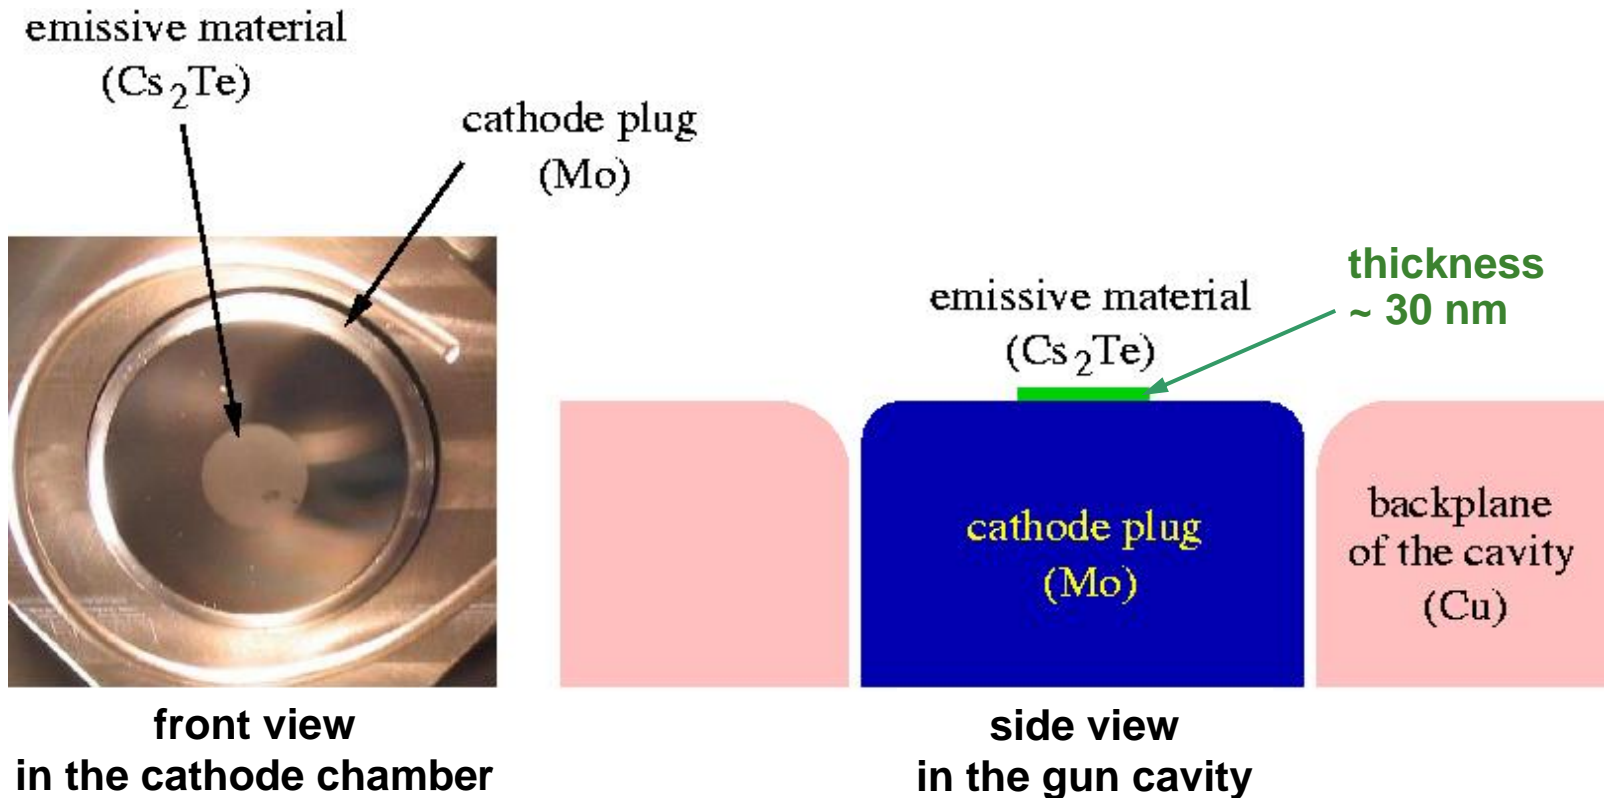 emissive material
(Cs₂Te)
cathode plug
(Mo)
thickness
~ 30 nm
emissive material
(Cs₂Te)
cathode plug
(Mo)
backplane
of the cavity
(Cu)
front view
in the cathode chamber
side view
in the gun cavity